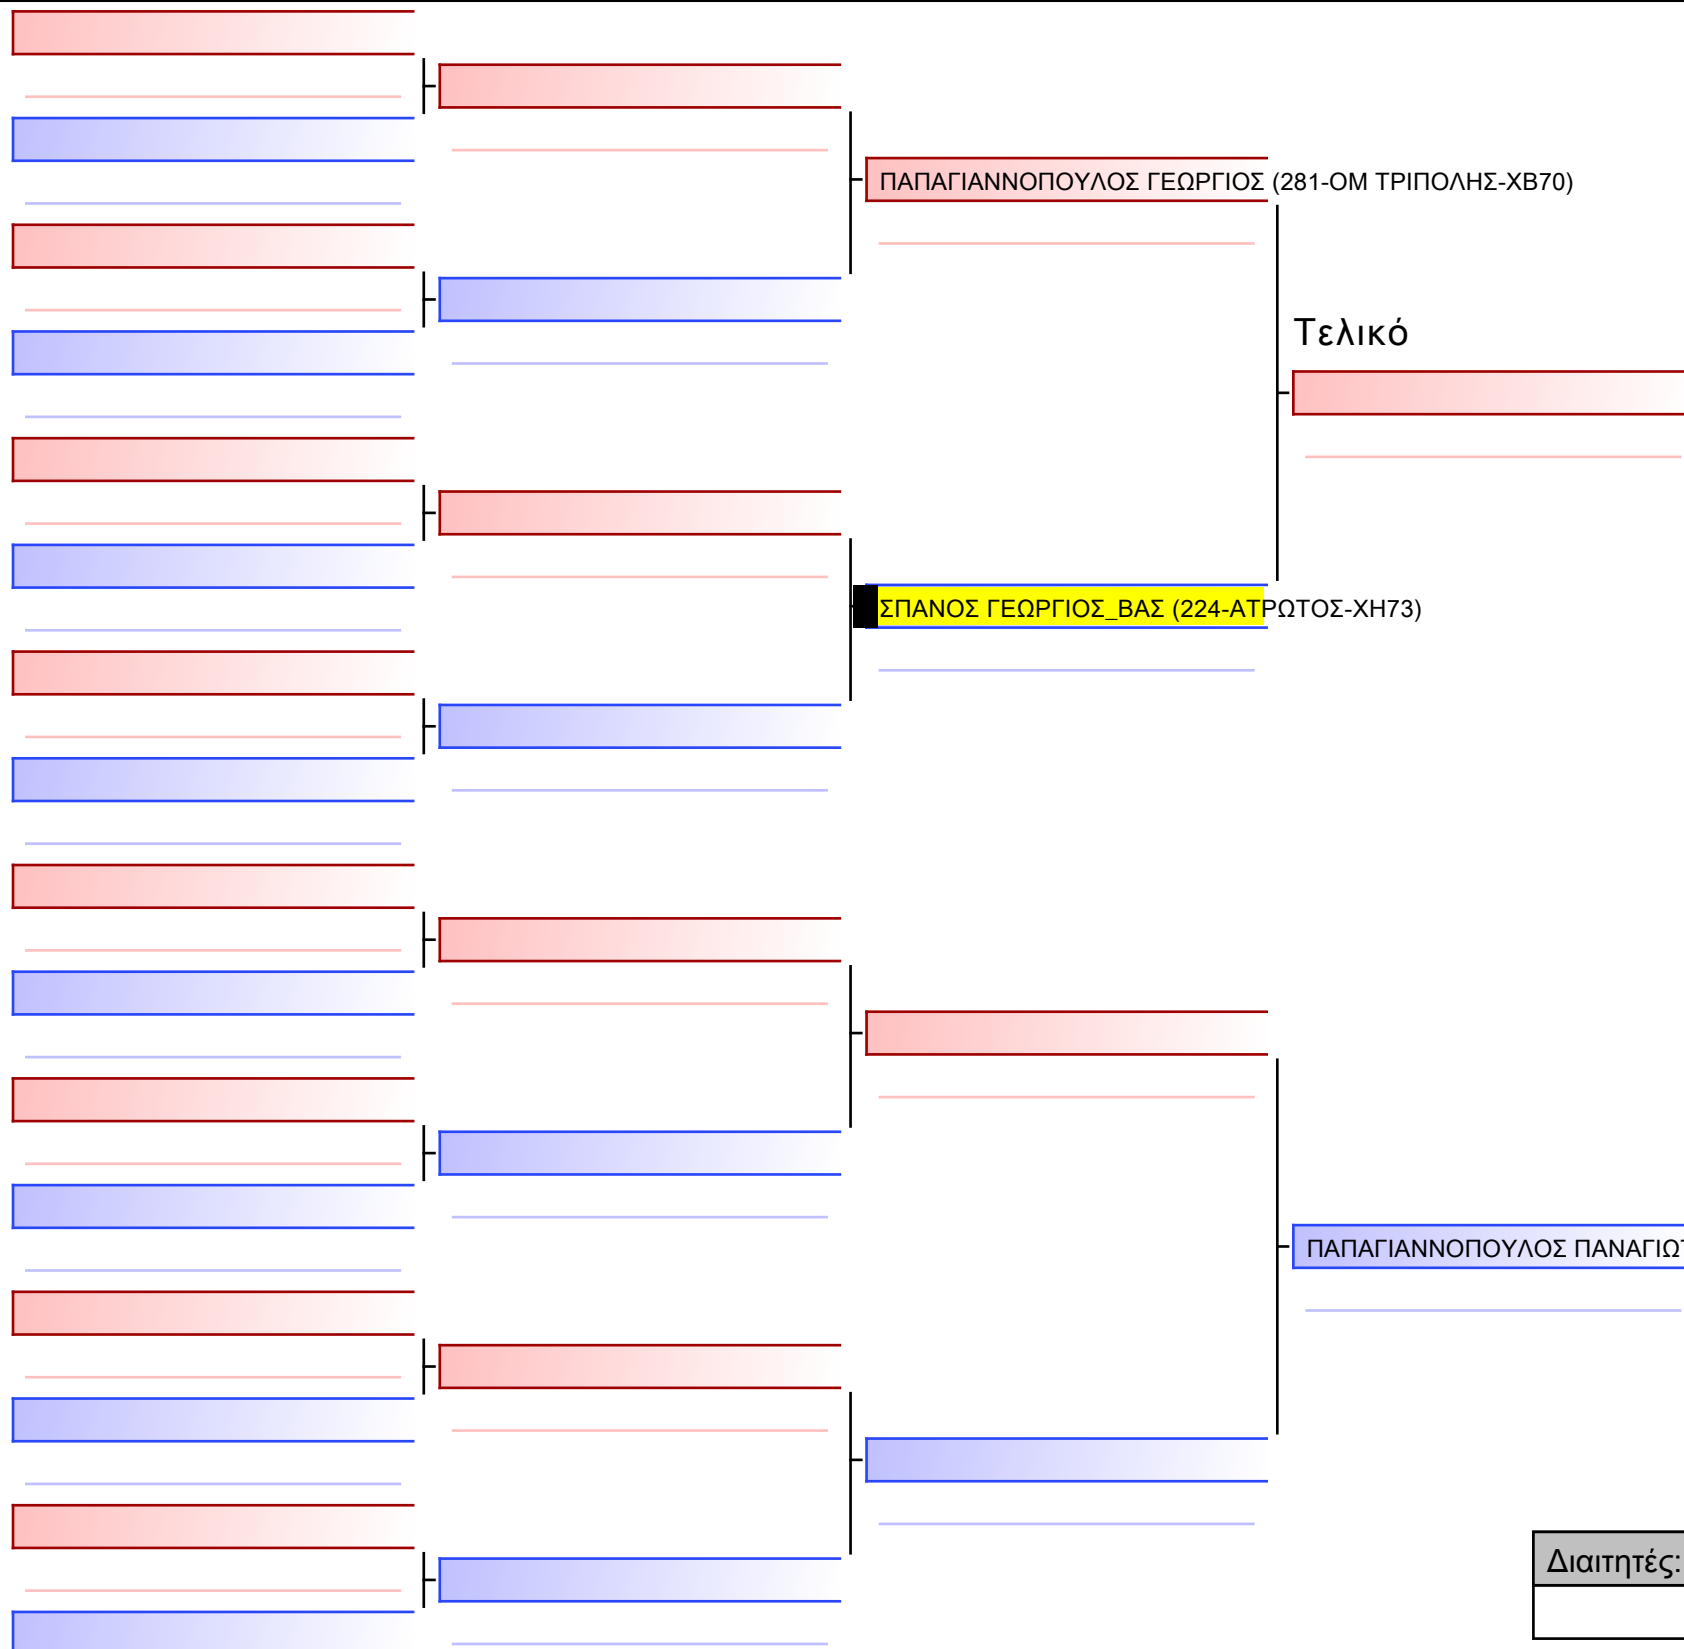 ΠΑΠΑΓΙΑΝΝΟΠΟΥΛΟΣ ΓΕΩΡΓΙΟΣ (281-ΟΜ ΤΡΙΠΟΛΗΣ-ΧΒ70)
Τελικό
ΣΠΑΝΟΣ ΓΕΩΡΓΙΟΣ_ΒΑΣ (224-ΑΤΡΩΤΟΣ-ΧΗ73)
ΠΑΠΑΓΙΑΝΝΟΠΟΥΛΟΣ
Διαιτητές: